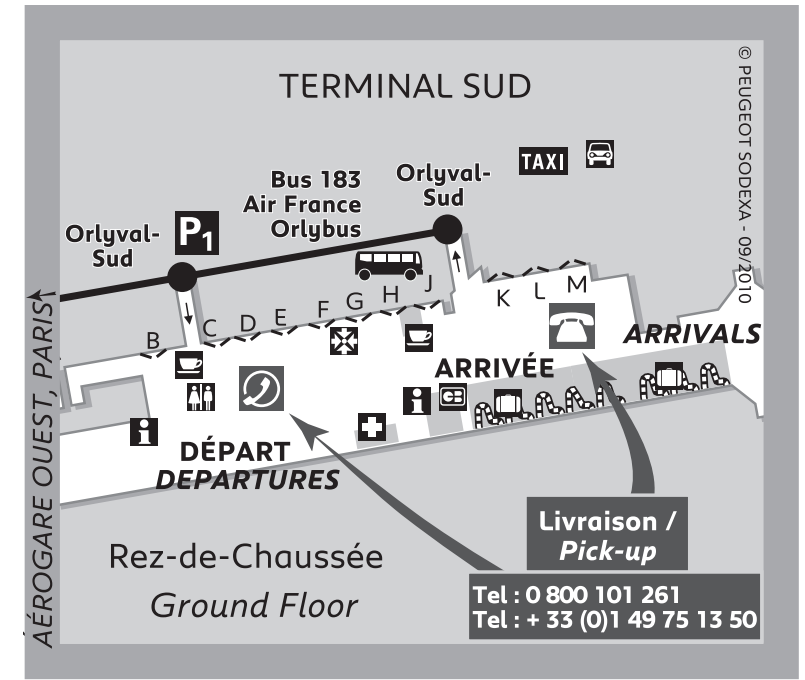 TERMINAL SUD
© PEUGEOT SODEXA - 09/2010
TAXI
Orlyval-
Sud
Bus 183
Air France
Orlybus
P1
Orlyval-
Sud
B
C
D
E
F
G
H
J
K
L
M
ARRIVALS
ARRIVÉE
i
i
DÉPART
DEPARTURES
AÉROGARE OUEST, PARIS
Livraison /
Pick-up
Rez-de-Chaussée
Ground Floor
Tel : 0 800 101 261
Tel : + 33 (0)1 49 75 13 50